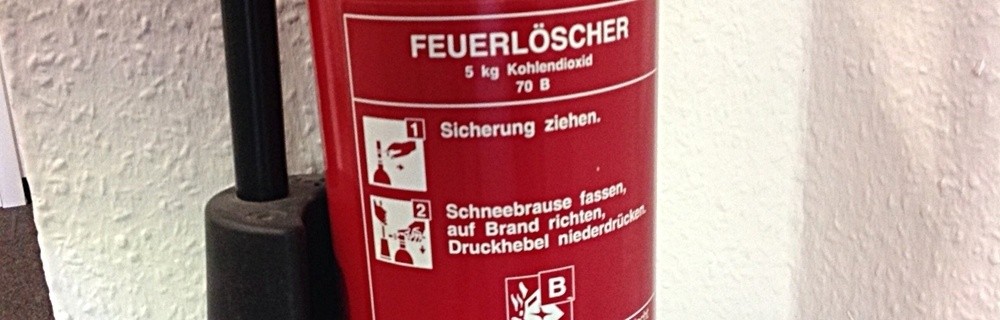 FEUERLÖSCHER
5 kg Kohlendioxid
70 B
1 Sicherung ziehen.
2 Schneebrause fassen,
auf Brand richten,
Druckhebel niederdrücken.
B